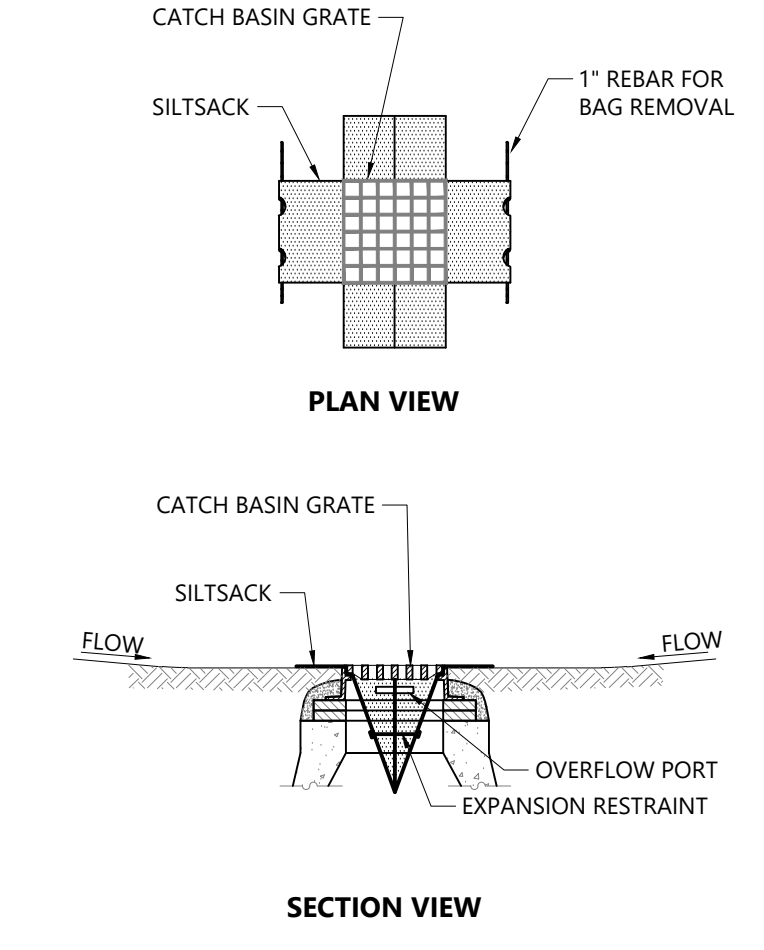 CATCH BASIN GRATE
1" REBAR FOR
BAG REMOVAL
SILTSACK
PLAN VIEW
CATCH BASIN GRATE
SILTSACK
FLOW
FLOW
OVERFLOW PORT
EXPANSION RESTRAINT
SECTION VIEW